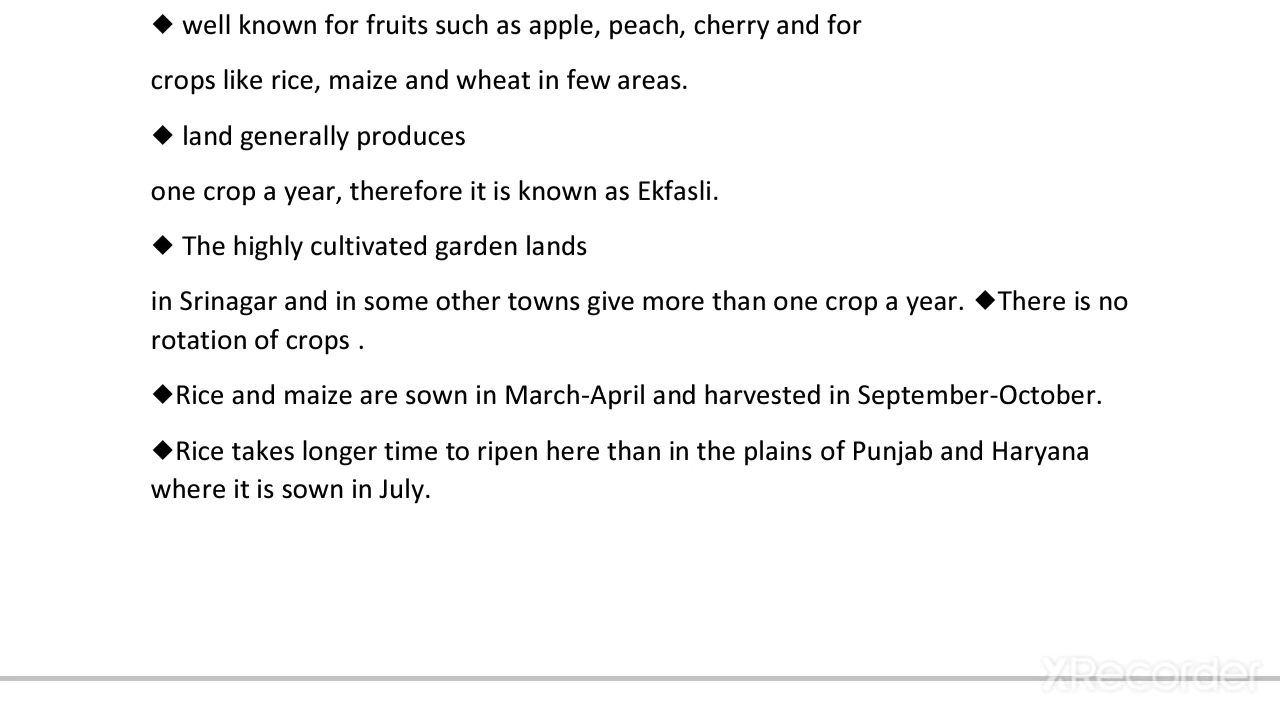 ◆ well known for fruits such as apple, peach, cherry and for
crops like rice, maize and wheat in few areas.
◆ land generally produces
one crop a year, therefore it is known as Ekfasli.
◆ The highly cultivated garden lands
in Srinagar and in some other towns give more than one crop a year. ◆There is no
rotation of crops .
◆Rice and maize are sown in March-April and harvested in September-October.
◆Rice takes longer time to ripen here than in the plains of Punjab and Haryana
where it is sown in July.
XRecorder